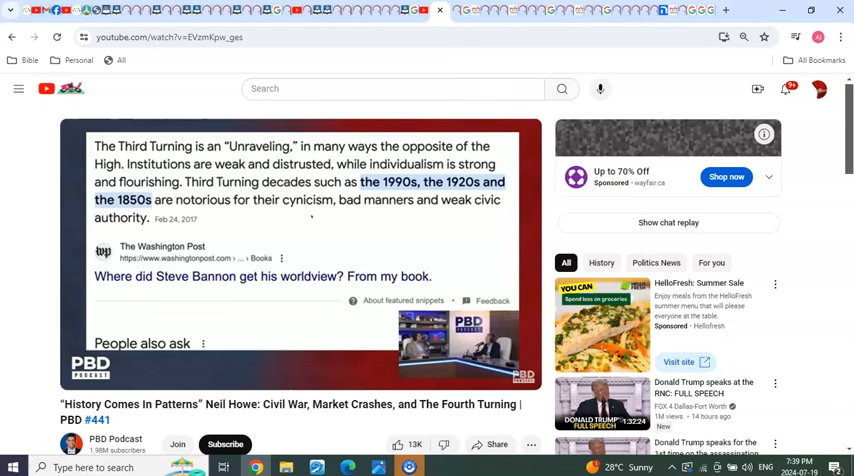 youtube.com/watch?v=EVzmKpw_ges
Bible
Personal
All
All Bookmarks
Search
9+
The Third Turning is an “Unraveling,” in many ways the opposite of the
High. Institutions are weak and distrusted, while individualism is strong
and flourishing. Third Turning decades such as the 1990s, the 1920s and
the 1850s are notorious for their cynicism, bad manners and weak civic
authority. Feb 24, 2017
wp
The Washington Post
https://www.washingtonpost.com › ... › Books
Where did Steve Bannon get his worldview? From my book.
About featured snippets • Feedback
People also ask
PBD
PODCAST
PBD
“History Comes In Patterns” Neil Howe: Civil War, Market Crashes, and The Fourth Turning |
PBD #441
PBD Podcast
1.98M subscribers
Join
Subscribe
13K
Share
Up to 70% Off
Sponsored · wayfair.ca
Shop now
Show chat replay
All
History
Politics News
For you
YOU CAN
Spend less on groceries
HelloFresh: Summer Sale
Enjoy meals from the HelloFresh
summer menu that will please
everyone at the table.
Sponsored · Hellofresh
Visit site
DONALD TRUMP
FULL SPEECH
1:32:24
Donald Trump speaks at the
RNC: FULL SPEECH
FOX 4 Dallas-Fort Worth
1M views · 14 hours ago
New
Donald Trump speaks for the
1st time on the assassination
Type here to search
28°C Sunny
ENG
7:39 PM
2024-07-19